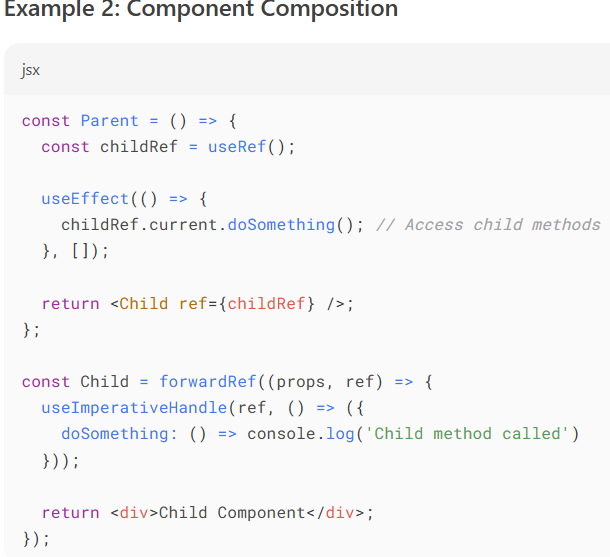 Example 2: Component Composition
jsx
const Parent = () => {
  const childRef = useRef();
  useEffect(() => {
    childRef.current.doSomething(); // Access child methods
  }, []);
  return <Child ref={childRef} />;
};
const Child = forwardRef((props, ref) => {
  useImperativeHandle(ref, () => ({
    doSomething: () => console.log('Child method called')
  }));
  return <div>Child Component</div>;
});